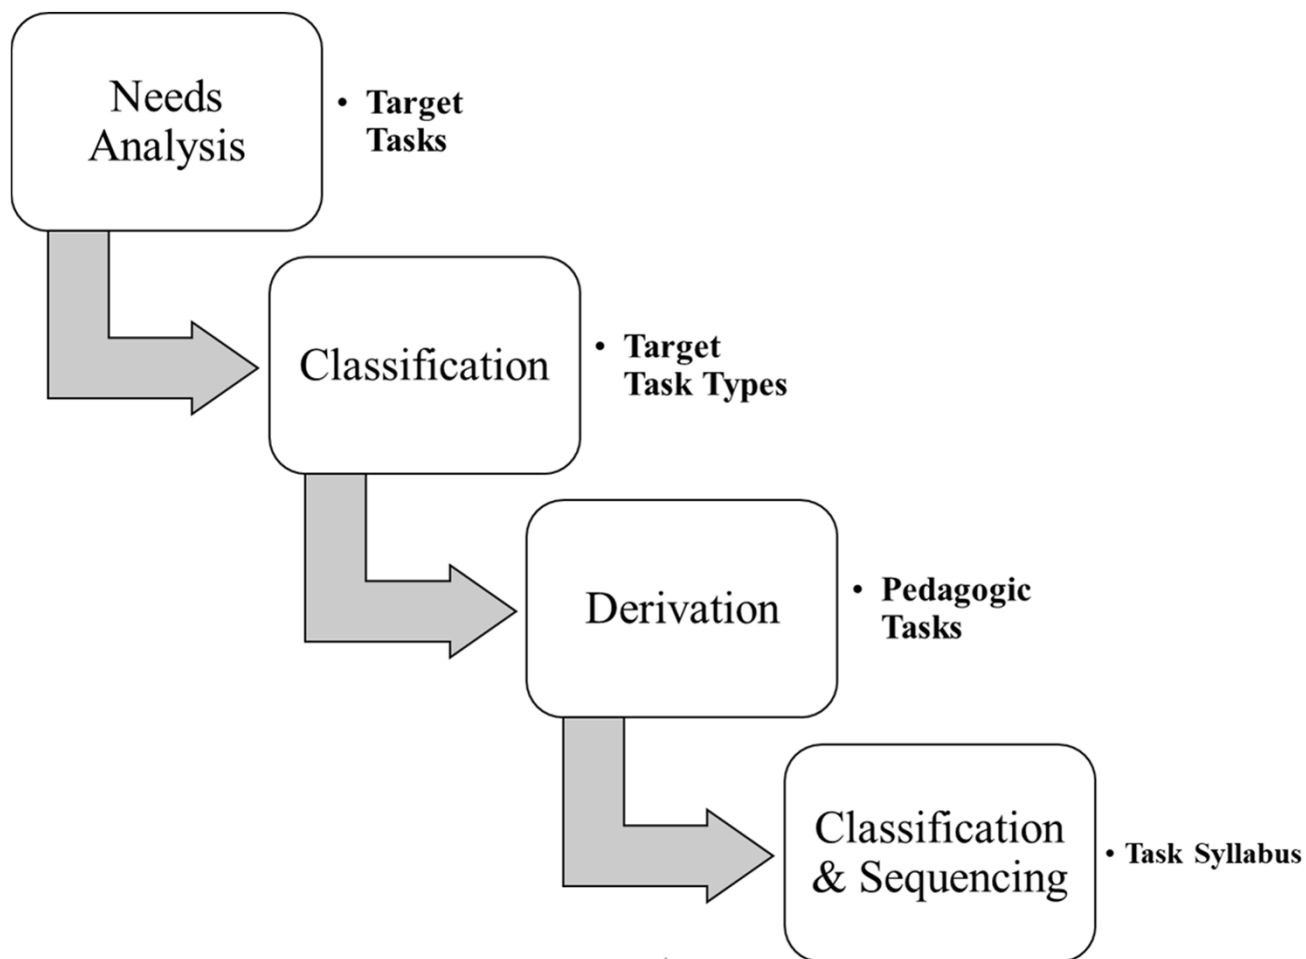 Needs
Analysis
• Target
Tasks
Classification
• Target
Task Types
Derivation
• Pedagogic
Tasks
Classification
& Sequencing
• Task Syllabus